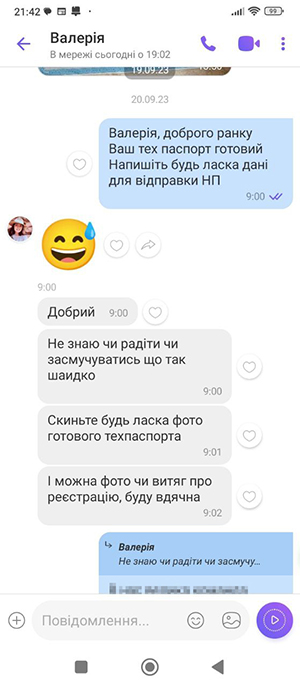 21:42
99
Валерія
В мережі сьогодні о 19:02
19.09.23
20.09.23
Валерія, доброго ранку
Ваш тех паспорт готовий
Напишіть будь ласка дані
для відправки НП
9:00
9:00
Добрий 9:00
Не знаю чи радіти чи
засмучуватись що так
шаидко
9:00
Скиньте будь ласка фото
готового техпаспорта
9:01
І можна фото чи витяг про
реєстрацію, буду вдячна
9:02
Валерія
Не знаю чи радіти чи засмучу...
Повідомлення...